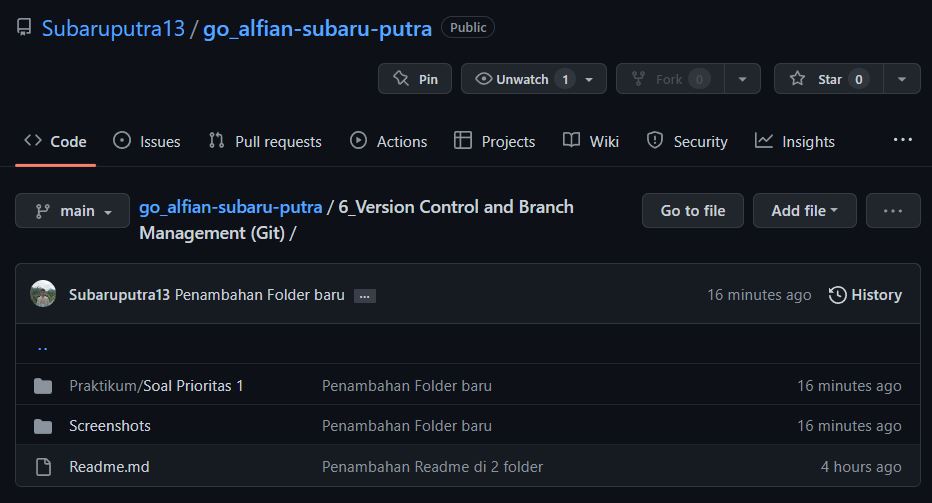 Subaruputra13 / go_alfian-subaru-putra Public
Pin Unwatch 1 Fork 0 Star 0
Code Issues Pull requests Actions Projects Wiki Security Insights ...
main go_alfian-subaru-putra / 6_Version Control and Branch Management (Git) / Go to file Add file ...
Subaruputra13 Penambahan Folder baru ... 16 minutes ago History
..
Praktikum/Soal Prioritas 1 Penambahan Folder baru 16 minutes ago
Screenshots Penambahan Folder baru 16 minutes ago
Readme.md Penambahan Readme di 2 folder 4 hours ago